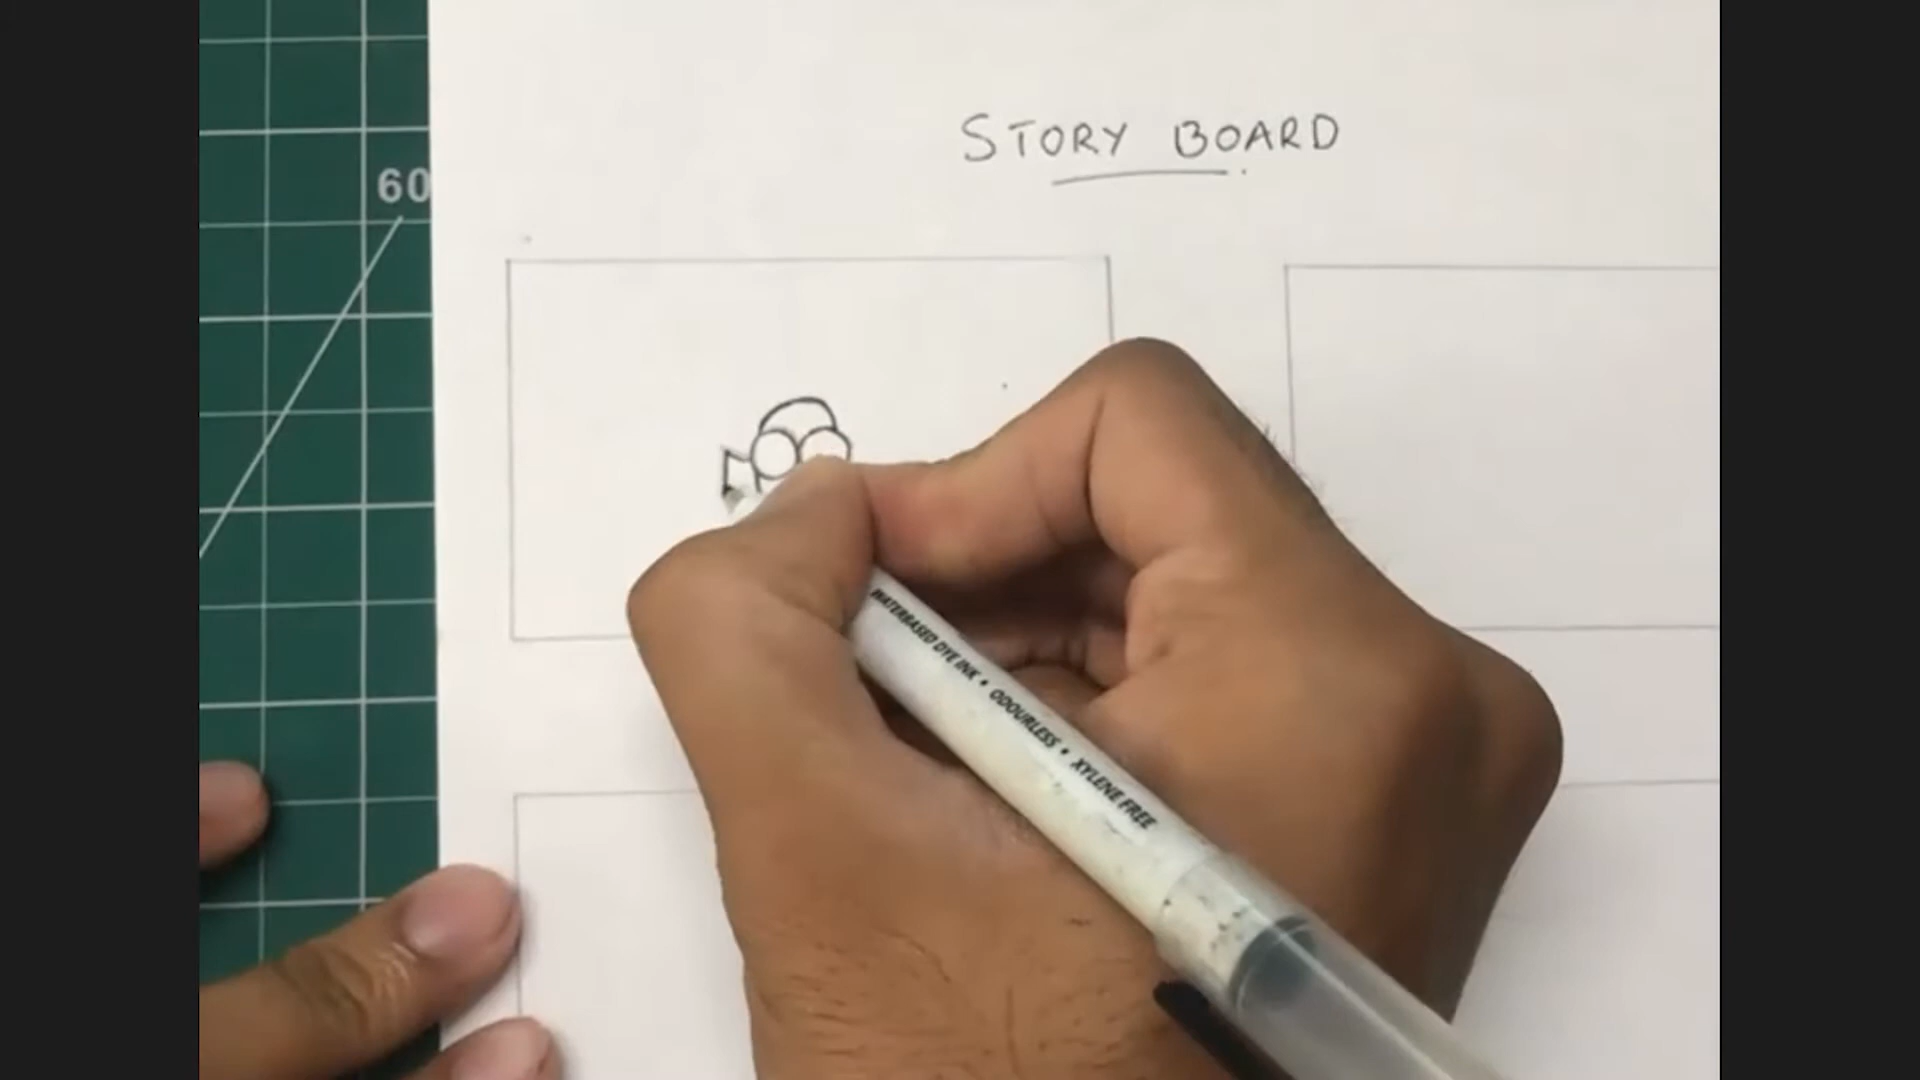 STORY BOARD
60
WATERBASED DYE INK • ODOURLESS • XYLENE FREE